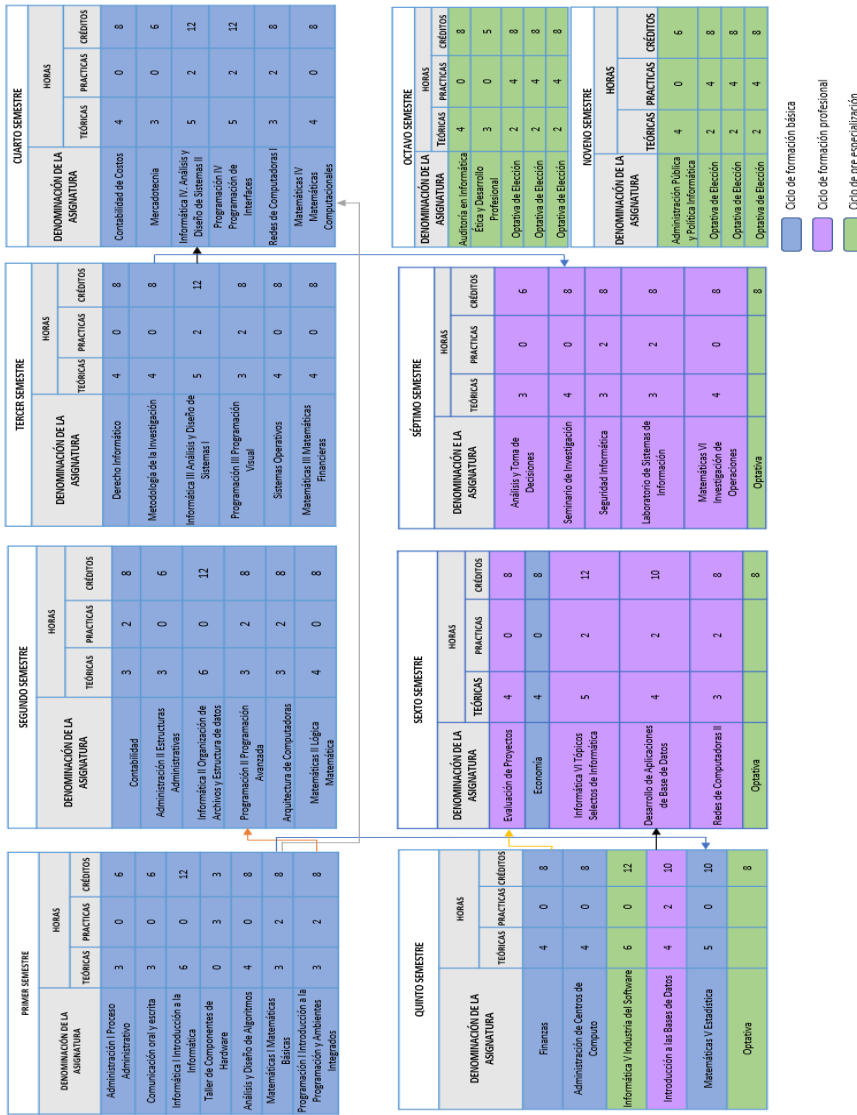 PRIMER SEMESTRE
DENOMINACIÓN DE LA ASIGNATURA HORAS CRÉDITOS
TEÓRICAS PRACTICAS
Administración I Proceso Administrativo 3 0 6
Comunicación oral y escrita 3 0 6
Informática I Introducción a la Informática 6 0 12
Taller de Componentes de Hardware 0 3 3
Análisis y Diseño de Algoritmos 4 0 8
Matemáticas I Matemáticas Básicas 3 2 8
Programación I Introducción a la Programación y Ambientes Integrados 3 2 8
SEGUNDO SEMESTRE
DENOMINACIÓN DE LA ASIGNATURA HORAS CRÉDITOS
TEÓRICAS PRACTICAS
Contabilidad 3 2 8
Administración II Estructuras Administrativas 3 0 6
Informática II Organización de Archivos y Estructura de datos 6 0 12
Programación II Programación Avanzada 3 2 8
Arquitectura de Computadoras 3 2 8
Matemáticas II Lógica Matemática 4 0 8
TERCER SEMESTRE
DENOMINACIÓN DE LA ASIGNATURA HORAS CRÉDITOS
TEÓRICAS PRACTICAS
Derecho Informático 4 0 8
Metodología de la Investigación 4 0 8
Informática III Análisis y Diseño de Sistemas I 5 2 12
Programación III Programación Visual 3 2 8
Sistemas Operativos 4 0 8
Matemáticas III Matemáticas Financieras 4 0 8
CUARTO SEMESTRE
DENOMINACIÓN DE LA ASIGNATURA HORAS CRÉDITOS
TEÓRICAS PRACTICAS
Contabilidad de Costos 4 0 8
Mercadotecnia 3 0 6
Informática IV, Análisis y Diseño de Sistemas II 5 2 12
Programación IV Programación de Interfaces 5 2 12
Redes de Computadoras I 3 2 8
Matemáticas IV Matemáticas Computacionales 4 0 8
QUINTO SEMESTRE
DENOMINACIÓN DE LA ASIGNATURA HORAS CRÉDITOS
TEÓRICAS PRACTICAS
Finanzas 4 0 8
Administración de Centros de Computo 4 0 8
Informática V Industria del Software 6 0 12
Introducción a las Bases de Datos 4 2 10
Matemáticas V Estadística 5 0 10
Optativa 8
SEXTO SEMESTRE
DENOMINACIÓN DE LA ASIGNATURA HORAS CRÉDITOS
TEÓRICAS PRACTICAS
Evaluación de Proyectos 4 0 8
Economía 4 0 8
Informática VI Tópicos Selectos de Informática 5 2 12
Desarrollo de Aplicaciones de Base de Datos 4 2 10
Redes de Computadoras II 3 2 8
Optativa 8
SÉPTIMO SEMESTRE
DENOMINACIÓN E LA ASIGNATURA HORAS CRÉDITOS
TEÓRICAS PRACTICAS
Análisis y Toma de Decisiones 3 0 6
Seminario de Investigación 4 0 8
Seguridad Informática 3 2 8
Laboratorio de Sistemas de Información 3 2 8
Matemáticas VI Investigación de Operaciones 4 0 8
Optativa 8
OCTAVO SEMESTRE
DENOMINACIÓN DE LA ASIGNATURA HORAS CRÉDITOS
TEÓRICAS PRACTICAS
Auditoría en Informática 4 0 8
Ética y Desarrollo Profesional 3 0 5
Optativa de Elección 2 4 8
Optativa de Elección 2 4 8
Optativa de Elección 2 4 8
NOVENO SEMESTRE
DENOMINACIÓN DE LA ASIGNATURA HORAS CRÉDITOS
TEÓRICAS PRACTICAS
Administración Pública y Política Informática 4 0 6
Optativa de Elección 2 4 8
Optativa de Elección 2 4 8
Optativa de Elección 2 4 8
Ciclo de formación básica
Ciclo de formación profesional
Ciclo de pre especialización